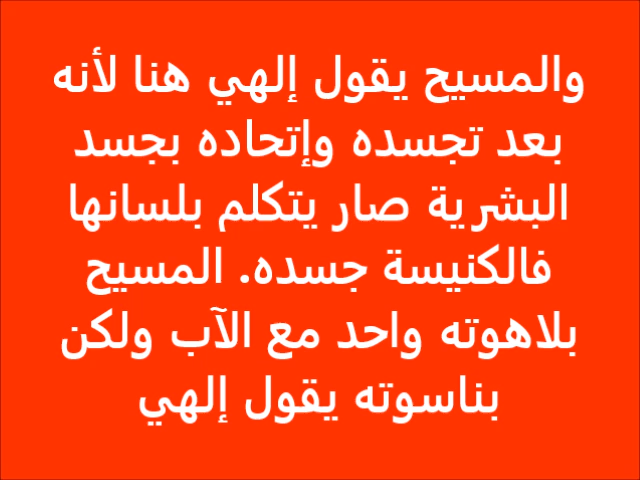 والمسيح يقول إلهي هنا لأنه
بعد تجسده وإتحاده بجسد
البشرية صار يتكلم بلسانها
فالكنيسة جسده. المسيح
بلاهوته واحد مع الآب ولكن
بناسوته يقول إلهي